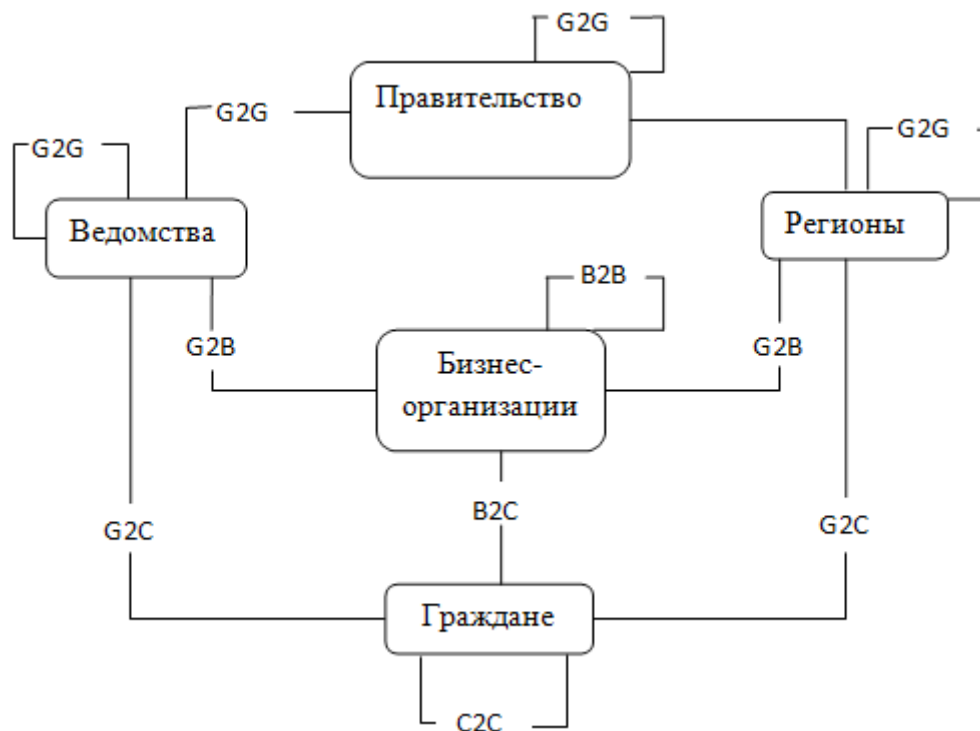 G2G
Правительство
G2G
G2G
G2G
Ведомства
Регионы
B2B
G2B
G2B
Бизнес-
организации
B2C
G2C
G2C
Граждане
C2C